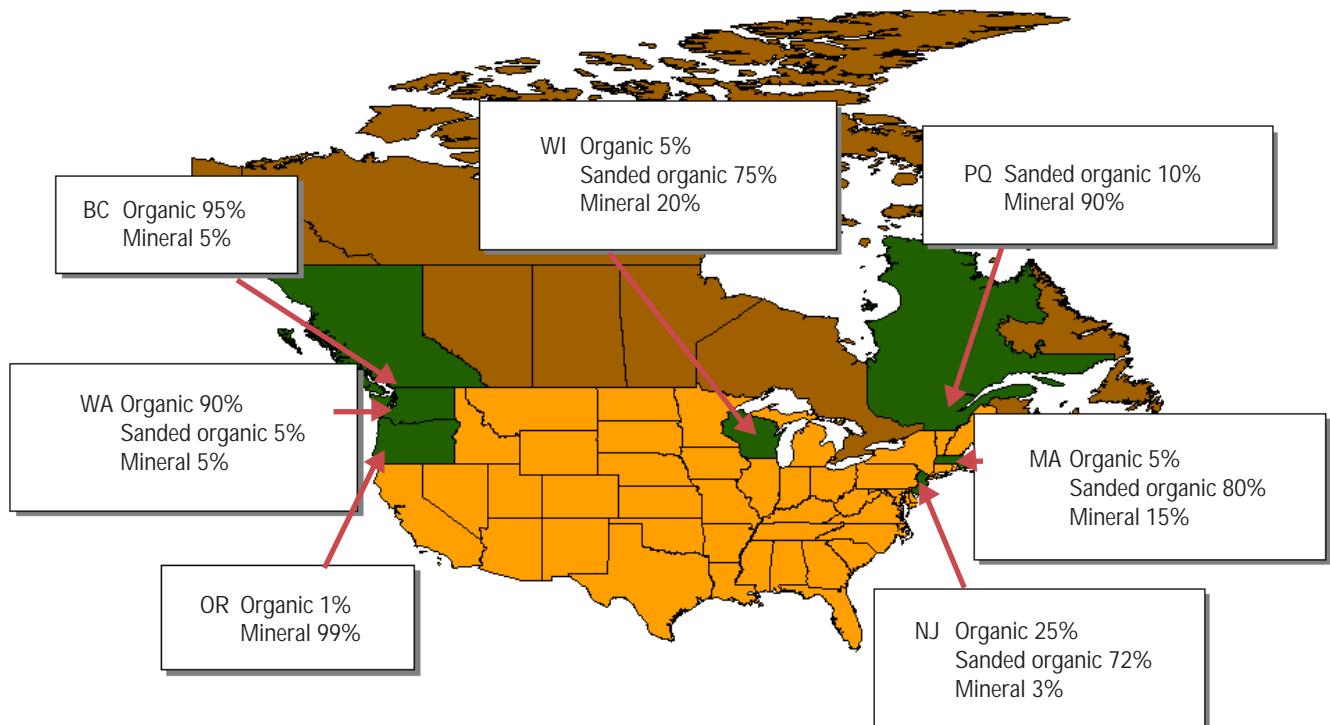 WI Organic 5%
Sanded organic 75%
Mineral 20%
PQ Sanded organic 10%
Mineral 90%
BC Organic 95%
Mineral 5%
WA Organic 90%
Sanded organic 5%
Mineral 5%
MA Organic 5%
Sanded organic 80%
Mineral 15%
OR Organic 1%
Mineral 99%
NJ Organic 25%
Sanded organic 72%
Mineral 3%